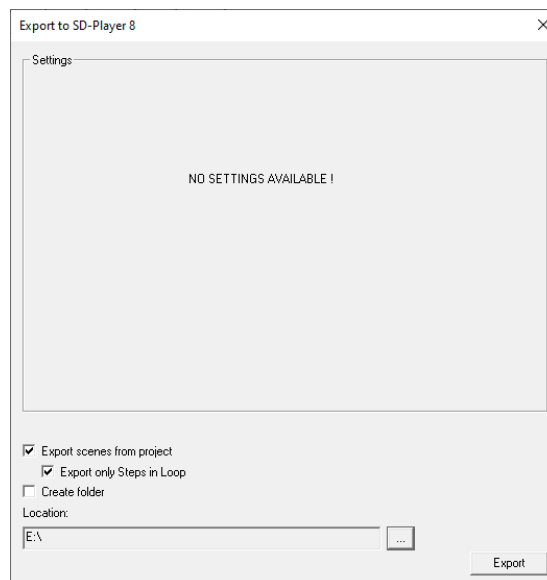 Export to SD-Player 8
Settings
NO SETTINGS AVAILABLE !
Export scenes from project
Export only Steps in Loop
Create folder
Location:
E:\
...
Export